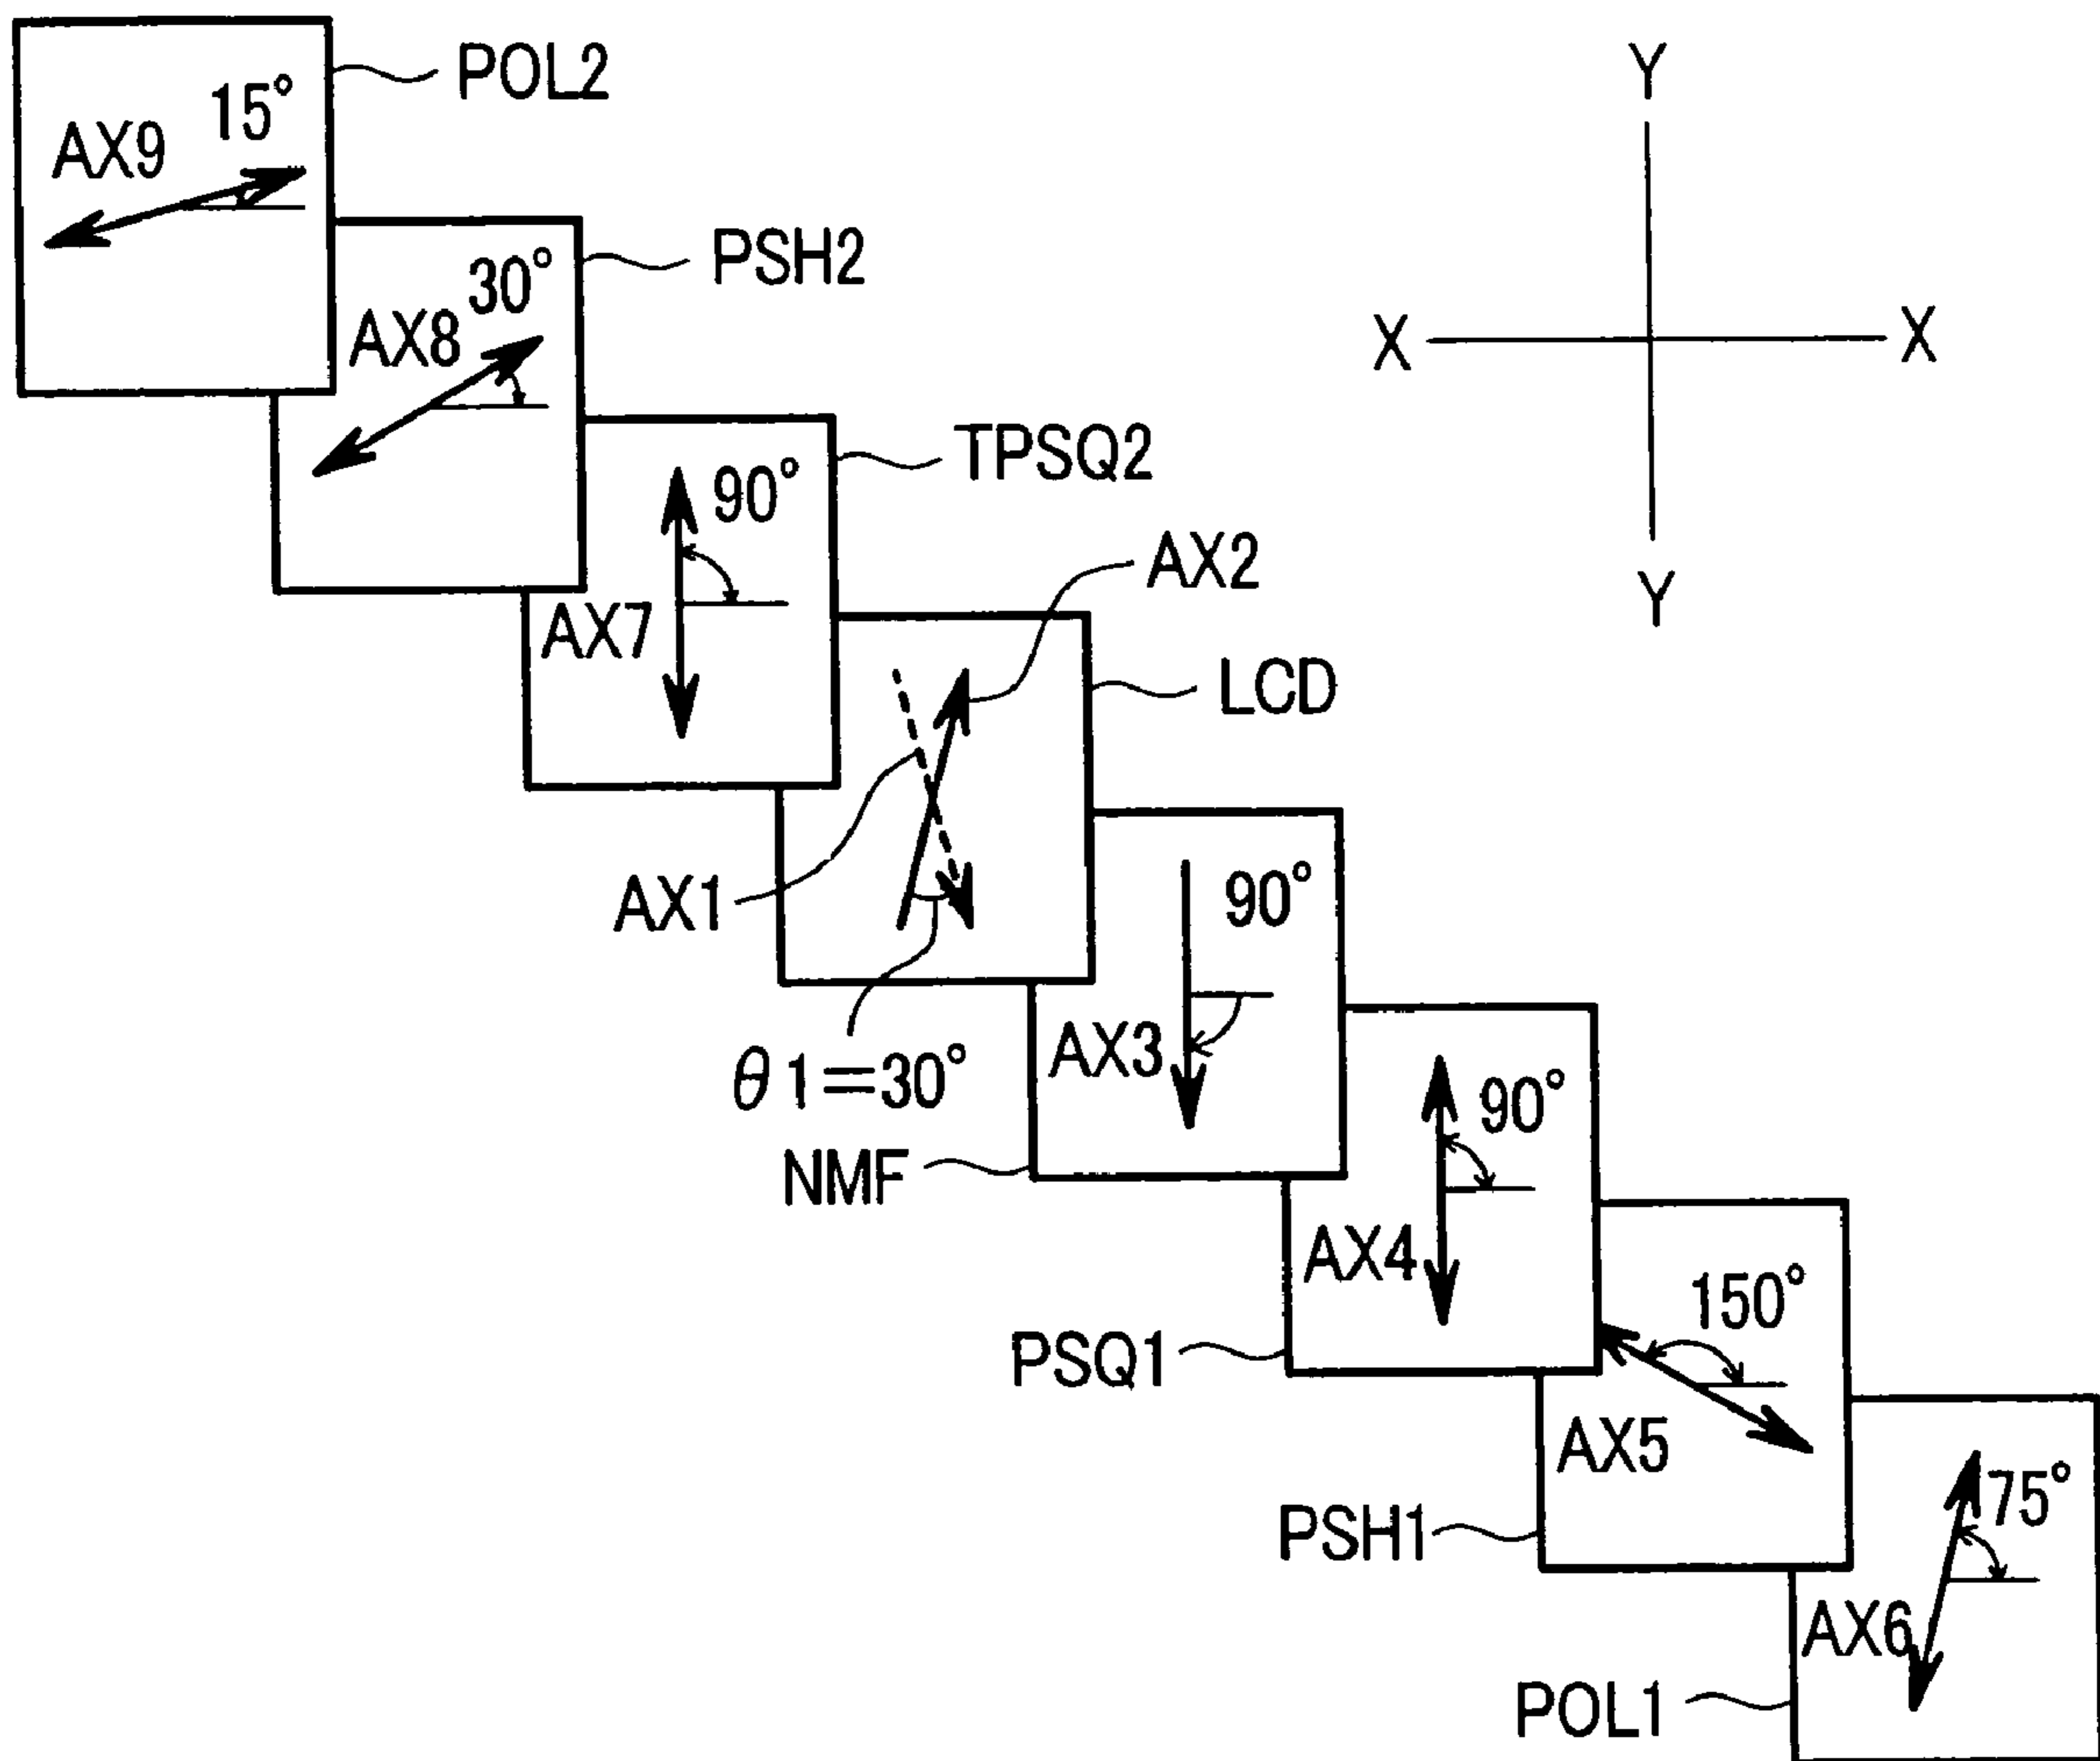 POL2
15°
AX9
Y
PSH2
30°
AX8
X
X
TPSQ2
90°
AX2
Y
AX7
LCD
AX1
90°
AX3
θ1=30°
90°
NMF
AX4
150°
PSQ1
AX5
75°
PSH1
AX6
POL1